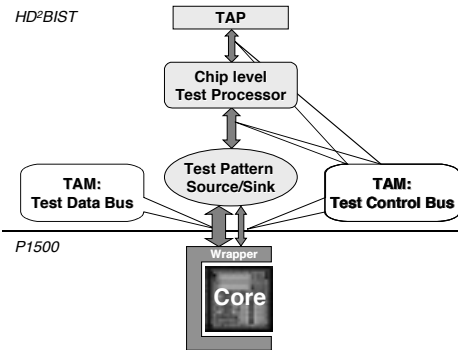 HD²BIST
TAP
Chip level
Test Processor
Test Pattern
Source/Sink
TAM:
Test Data Bus
TAM:
Test Control Bus
P1500
Wrapper
Core